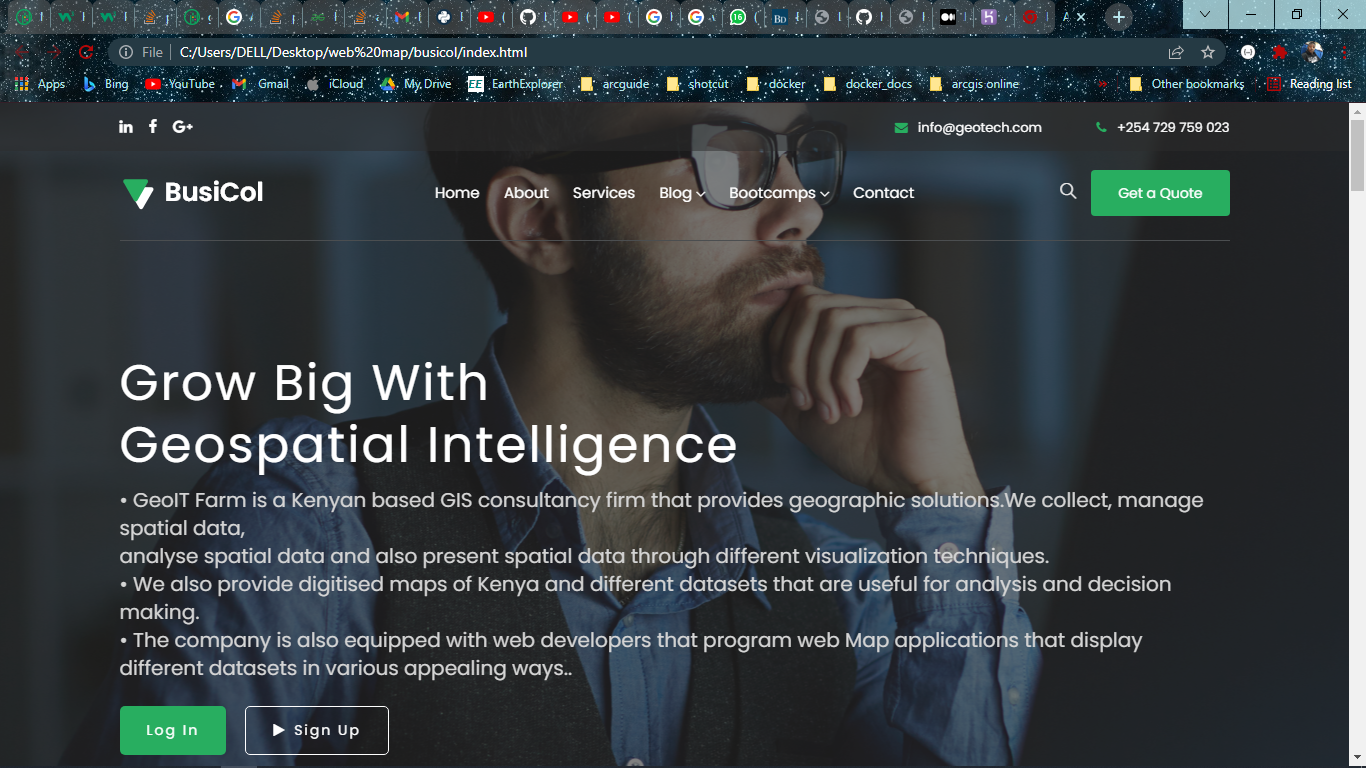 File
C:/Users/DELL/Desktop/web%20map/busicol/index.html
Apps
Bing
YouTube
Gmail
iCloud
My Drive
EE
EarthExplorer
arcguide
shotcut
docker
docker_docs
arcgis online
»
Other bookmarks
Reading list
in f G+
info@geotech.com
+254 729 759 023
BusiCol
Home
About
Services
Blog
Bootcamps
Contact
Get a Quote
Grow Big With
Geospatial Intelligence
• GeoIT Farm is a Kenyan based GIS consultancy firm that provides geographic solutions.We collect, manage
spatial data,
analyse spatial data and also present spatial data through different visualization techniques.
• We also provide digitised maps of Kenya and different datasets that are useful for analysis and decision
making.
• The company is also equipped with web developers that program web Map applications that display
different datasets in various appealing ways..
Log In
Sign Up